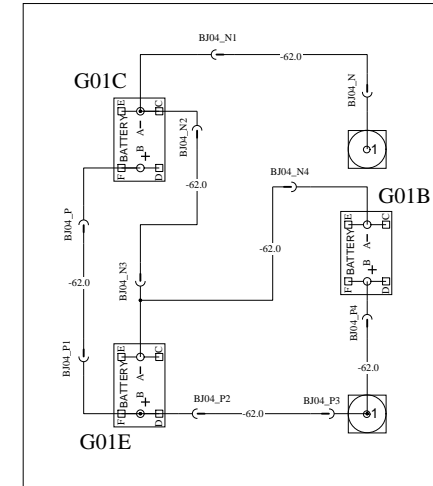 BJ04_N1
-62.0
BJ04_N
G01C
E
C
BATTERY
A
-
B
+
F
D
BJ04_N2
1
-62.0
BJ04_N4
G01B
E
C
BATTERY
A
-
B
+
F
D
BJ04_P
-62.0
BJ04_N3
-62.0
BJ04_P4
BJ04_P1
E
C
BATTERY
A
-
B
+
F
D
-62.0
BJ04_P2
-62.0
BJ04_P3
1
G01E